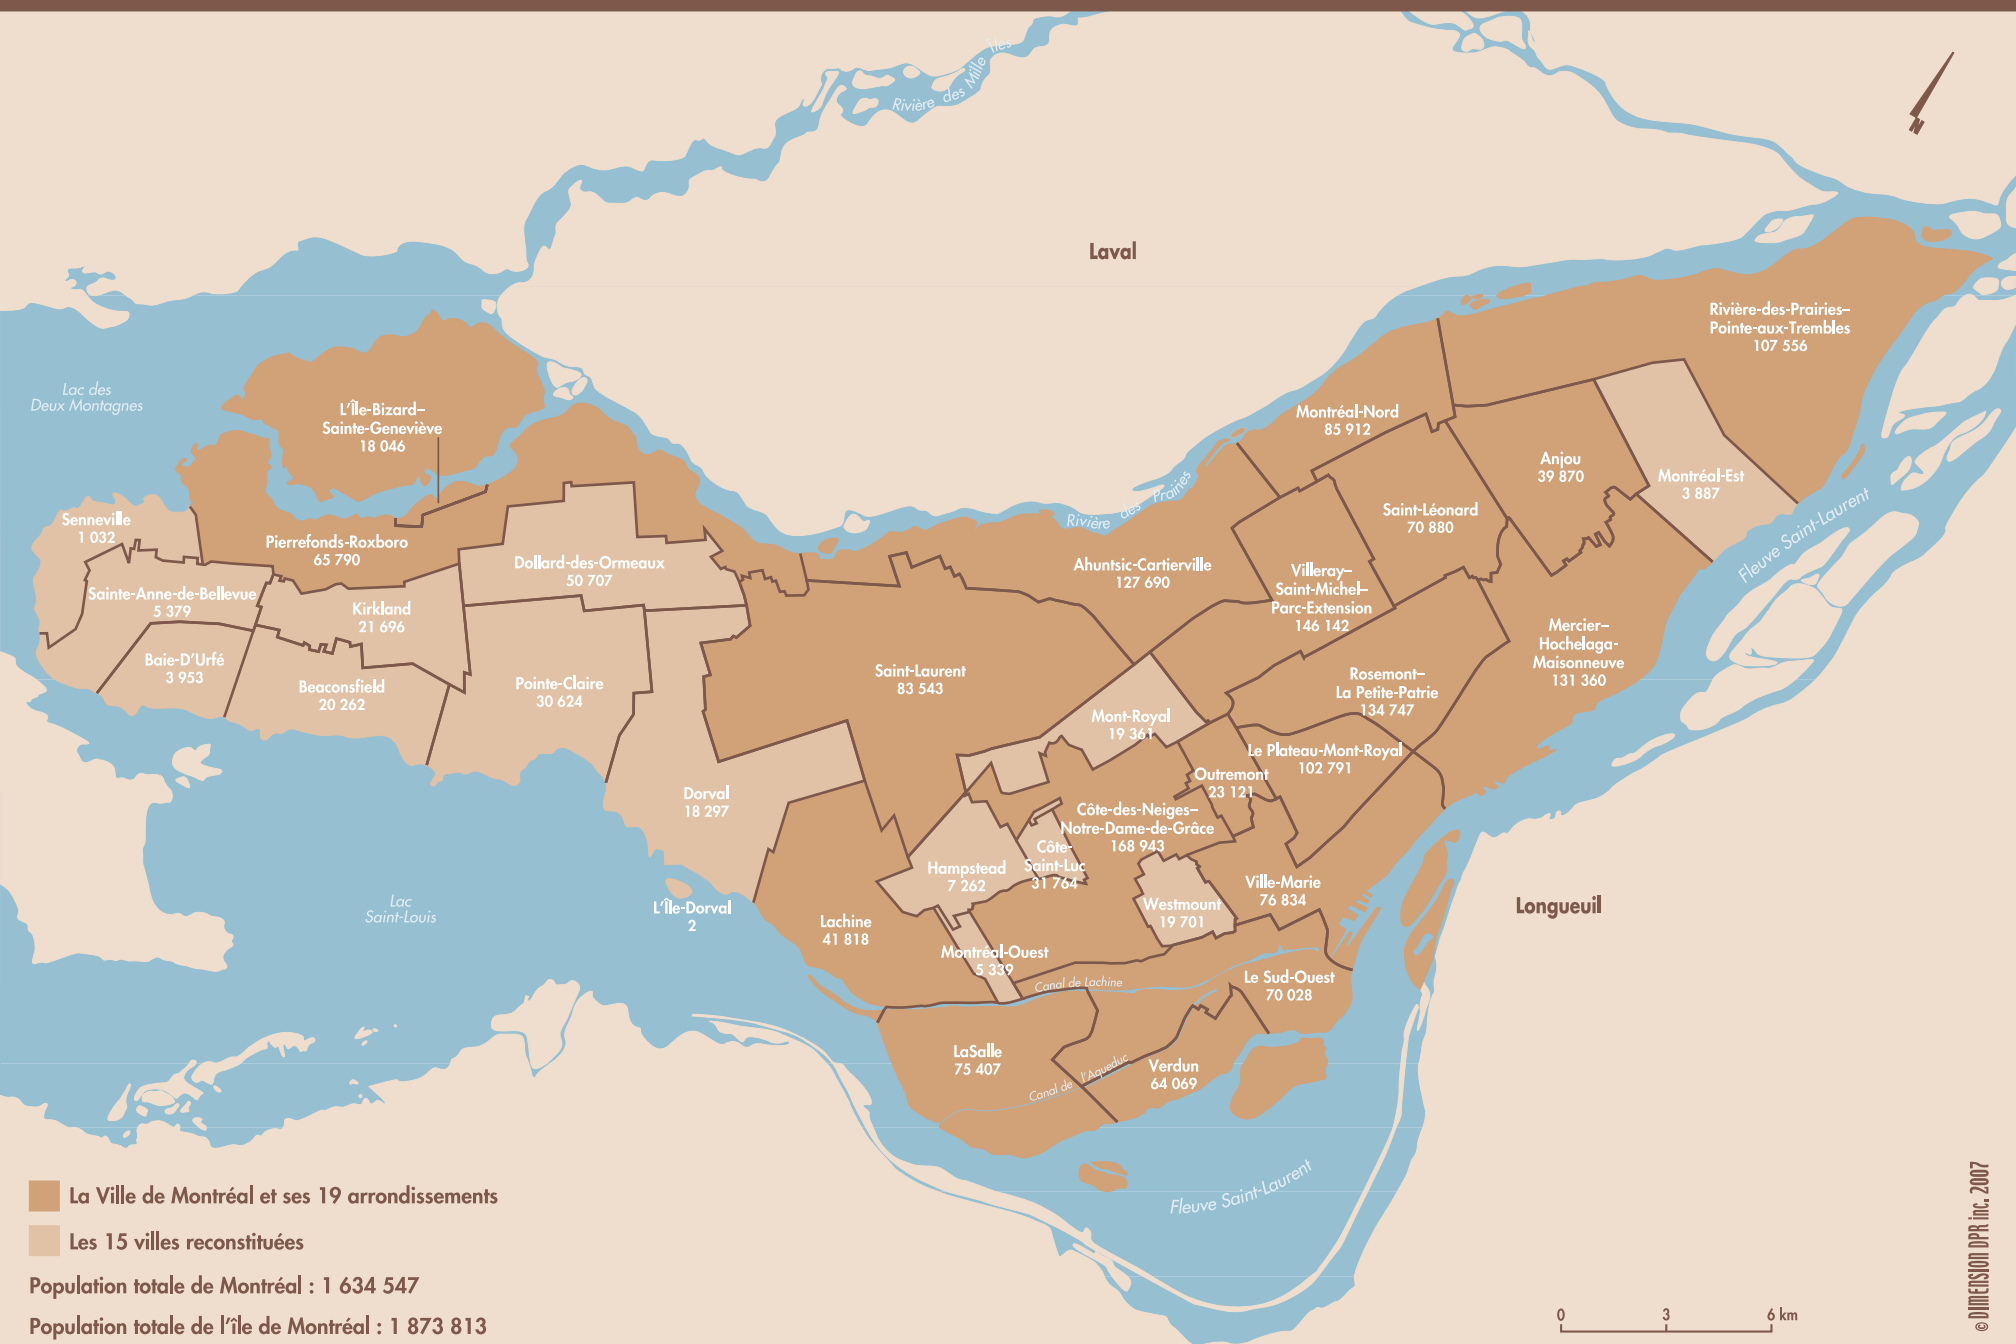 Rivière des Mille Îles
N
Laval
Rivière-des-Prairies–
Pointe-aux-Trembles
107 556
Lac des
Deux Montagnes
L'Île-Bizard–
Sainte-Geneviève
18 046
Montréal-Nord
85 912
Anjou
39 870
Montréal-Est
3 887
Rivière des Prairies
Saint-Léonard
70 880
Senneville
1 032
Pierrefonds-Roxboro
65 790
Dollard-des-Ormeaux
50 707
Ahuntsic-Cartierville
127 690
Villeray–
Saint-Michel–
Parc-Extension
146 142
Fleuve Saint-Laurent
Sainte-Anne-de-Bellevue
5 379
Kirkland
21 696
Mercier–
Hochelaga-
Maisonneuve
131 360
Baie-D'Urfé
3 953
Beaconsfield
20 262
Pointe-Claire
30 624
Saint-Laurent
83 543
Rosemont–
La Petite-Patrie
134 747
Mont-Royal
19 361
Le Plateau-Mont-Royal
102 791
Outremont
23 121
Dorval
18 297
Côte-des-Neiges–
Notre-Dame-de-Grâce
168 943
Côte-
Saint-Luc
31 764
Hampstead
7 262
Ville-Marie
76 834
Westmount
19 701
Longueuil
Lac
Saint-Louis
L'Île-Dorval
2
Lachine
41 818
Montréal-Ouest
5 339
Canal de Lachine
Le Sud-Ouest
70 028
LaSalle
75 407
Canal de l'Aqueduc
Verdun
64 069
Fleuve Saint-Laurent
La Ville de Montréal et ses 19 arrondissements
Les 15 villes reconstituées
Population totale de Montréal : 1 634 547
Population totale de l'île de Montréal : 1 873 813
0 3 6 km
© DIMENSION DPR inc. 2007